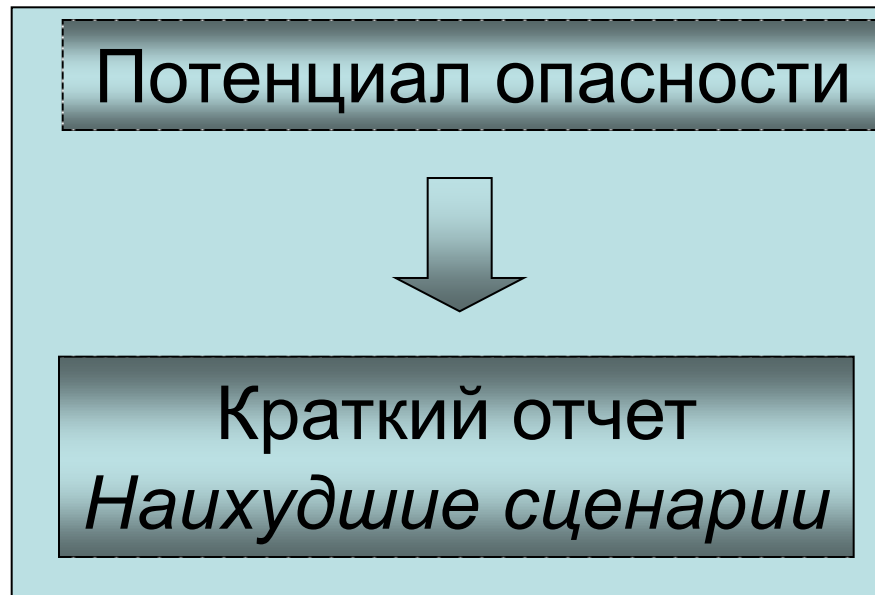 Потенциал опасности
Краткий отчет
Наихудшие сценарии